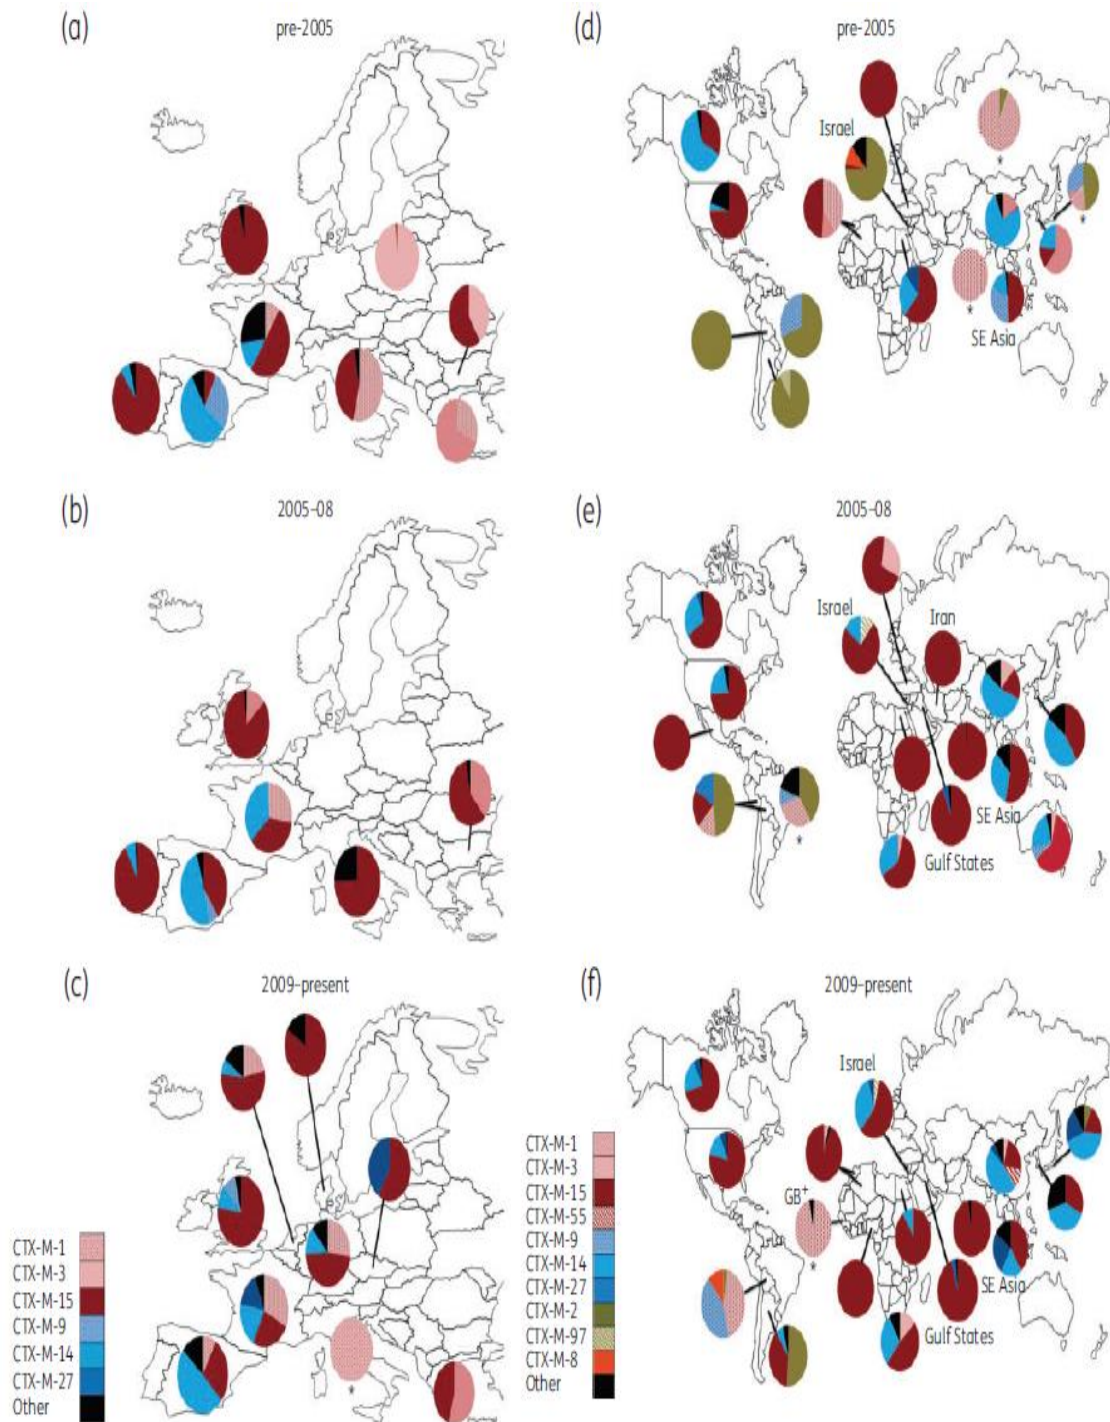 (a)
pre-2005
(b)
2005–08
(c)
2009–present
CTX-M-1
CTX-M-3
CTX-M-15
CTX-M-9
CTX-M-14
CTX-M-27
Other
(d)
pre-2005
Israel
*
*
*
SE Asia
(e)
2005–08
Israel
Iran
SE Asia
Gulf States
*
(f)
2009–present
Israel
GB+
*
SE Asia
Gulf States
CTX-M-1
CTX-M-3
CTX-M-15
CTX-M-55
CTX-M-9
CTX-M-14
CTX-M-27
CTX-M-2
CTX-M-97
CTX-M-8
Other
*